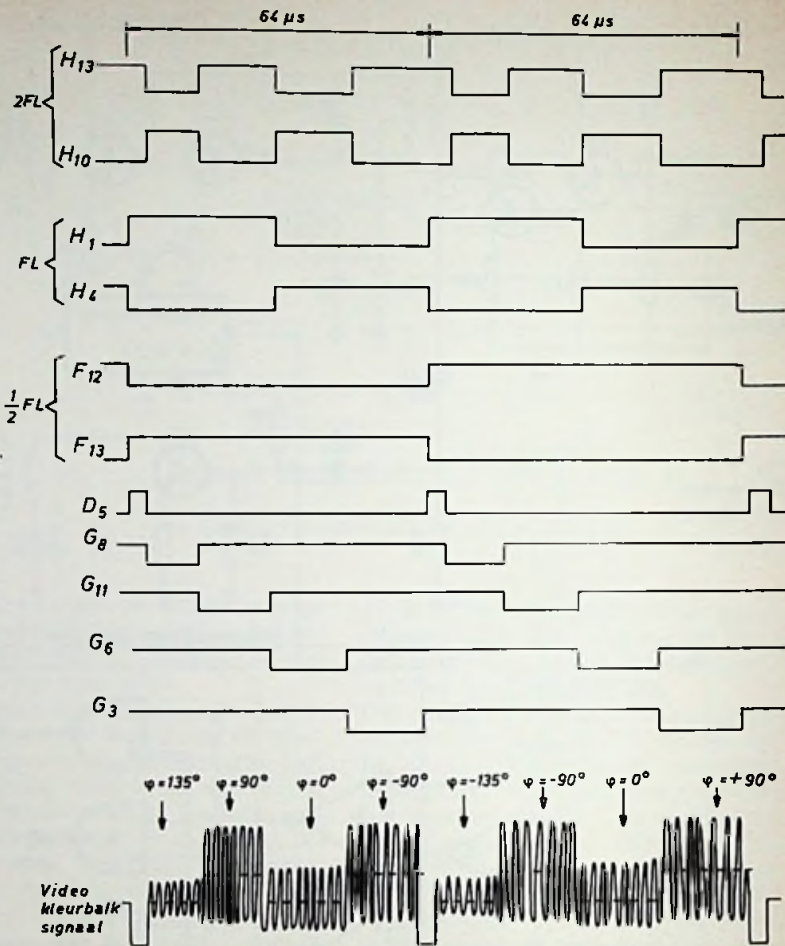 64 µs 64 µs
H13
2FL
H10
H1
FL
H4
F12
1/2 FL
F13
D5
G8
G11
G6
G3
φ=135° φ=90° φ=0° φ=-90° φ=-135° φ=-90° φ=0° φ=+90°
Video
kleurbalk
signaal